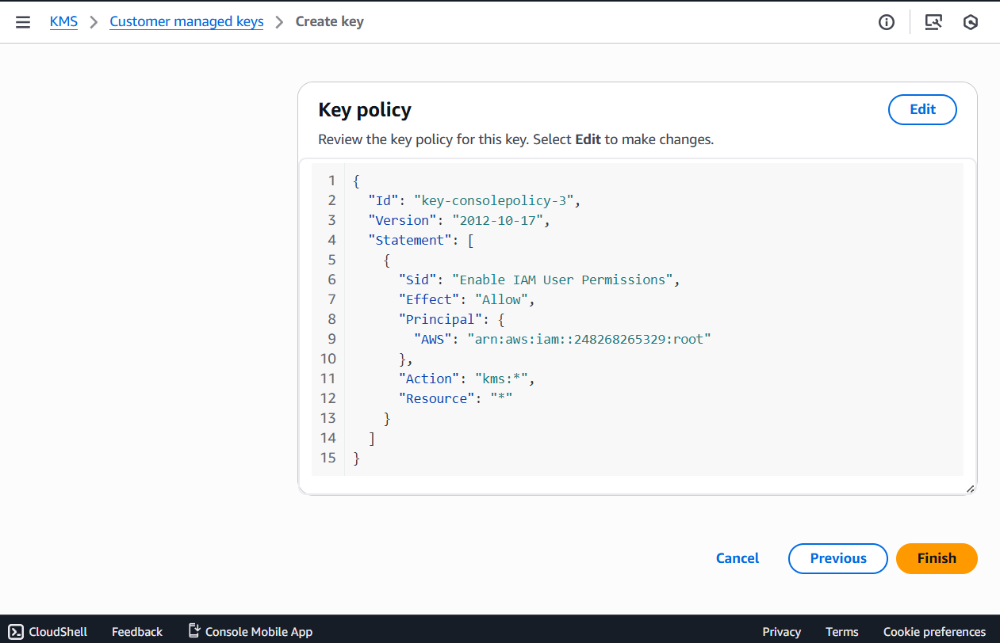 KMS > Customer managed keys > Create key
Key policy
Edit
Review the key policy for this key. Select Edit to make changes.
1 {
2   "Id": "key-consolepolicy-3",
3   "Version": "2012-10-17",
4   "Statement": [
5     {
6       "Sid": "Enable IAM User Permissions",
7       "Effect": "Allow",
8       "Principal": {
9         "AWS": "arn:aws:iam::248268265329:root"
10       },
11       "Action": "kms:*",
12       "Resource": "*"
13     }
14   ]
15 }
Cancel Previous Finish
CloudShell Feedback Console Mobile App Privacy Terms Cookie preferences